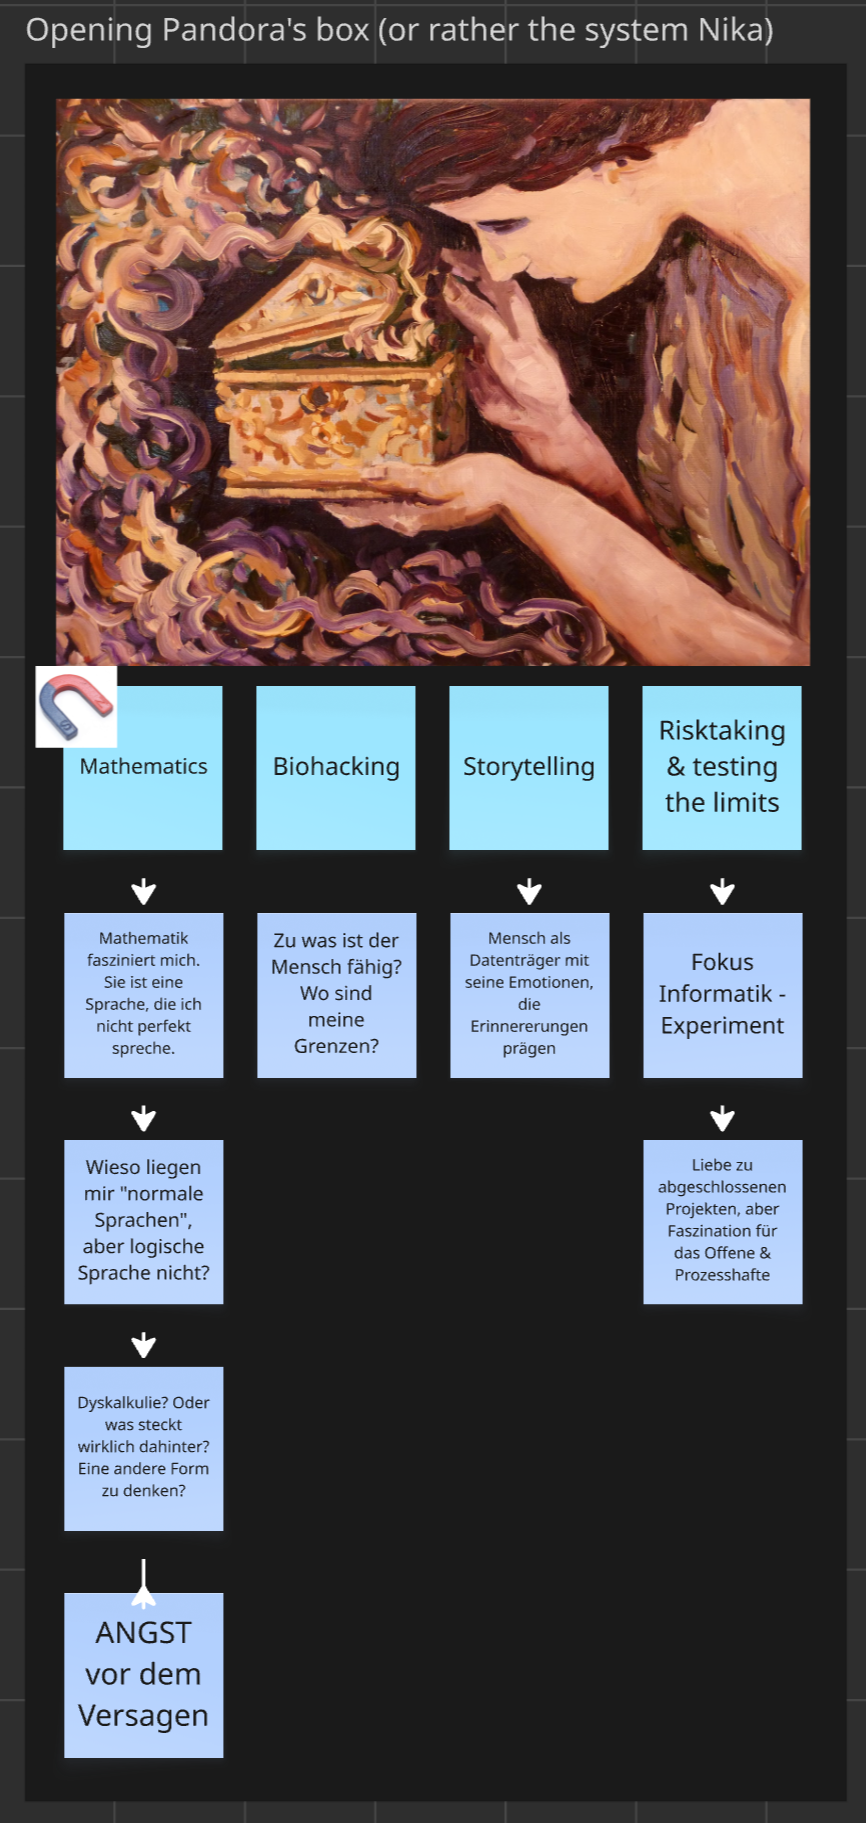 Opening Pandora's box (or rather the system Nika)
Mathematics
Biohacking
Storytelling
Risktaking
& testing
the limits
Mathematik
fasziniert mich.
Sie ist eine
Sprache, die ich
nicht perfekt
spreche.
Zu was ist der
Mensch fähig?
Wo sind
meine
Grenzen?
Mensch als
Datenträger mit
seine Emotionen,
die
Erinnererungen
prägen
Fokus
Informatik -
Experiment
Wieso liegen
mir "normale
Sprachen",
aber logische
Sprache nicht?
Liebe zu
abgeschlossenen
Projekten, aber
Faszination für
das Offene &
Prozesshafte
Dyskalkulie? Oder
was steckt
wirklich dahinter?
Eine andere Form
zu denken?
ANGST
vor dem
Versagen